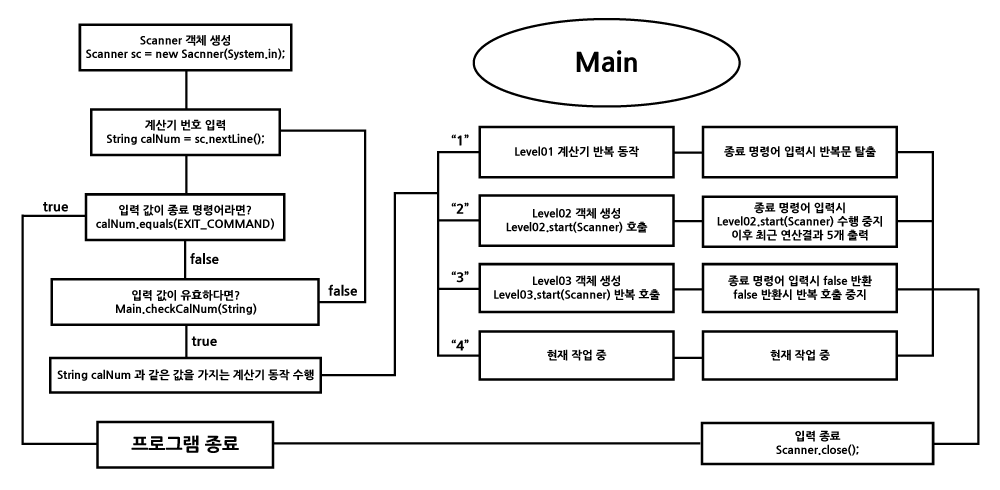 Scanner 객체 생성
Scanner sc = new Sacnner(System.in);
Main
계산기 번호 입력
String calNum = sc.nextLine();
true
입력 값이 종료 명령어라면?
calNum.equals(EXIT_COMMAND)
false
입력 값이 유효하다면?
Main.checkCalNum(String)
false
true
String calNum 과 같은 값을 가지는 계산기 동작 수행
프로그램 종료
“1”
Level01 계산기 반복 동작
종료 명령어 입력시 반복문 탈출
“2”
Level02 객체 생성
Level02.start(Scanner) 호출
종료 명령어 입력시
Level02.start(Scanner) 수행 중지
이후 최근 연산결과 5개 출력
“3”
Level03 객체 생성
Level03.start(Scanner) 반복 호출
종료 명령어 입력시 false 반환
false 반환시 반복 호출 중지
“4”
현재 작업 중
현재 작업 중
입력 종료
Scanner.close();